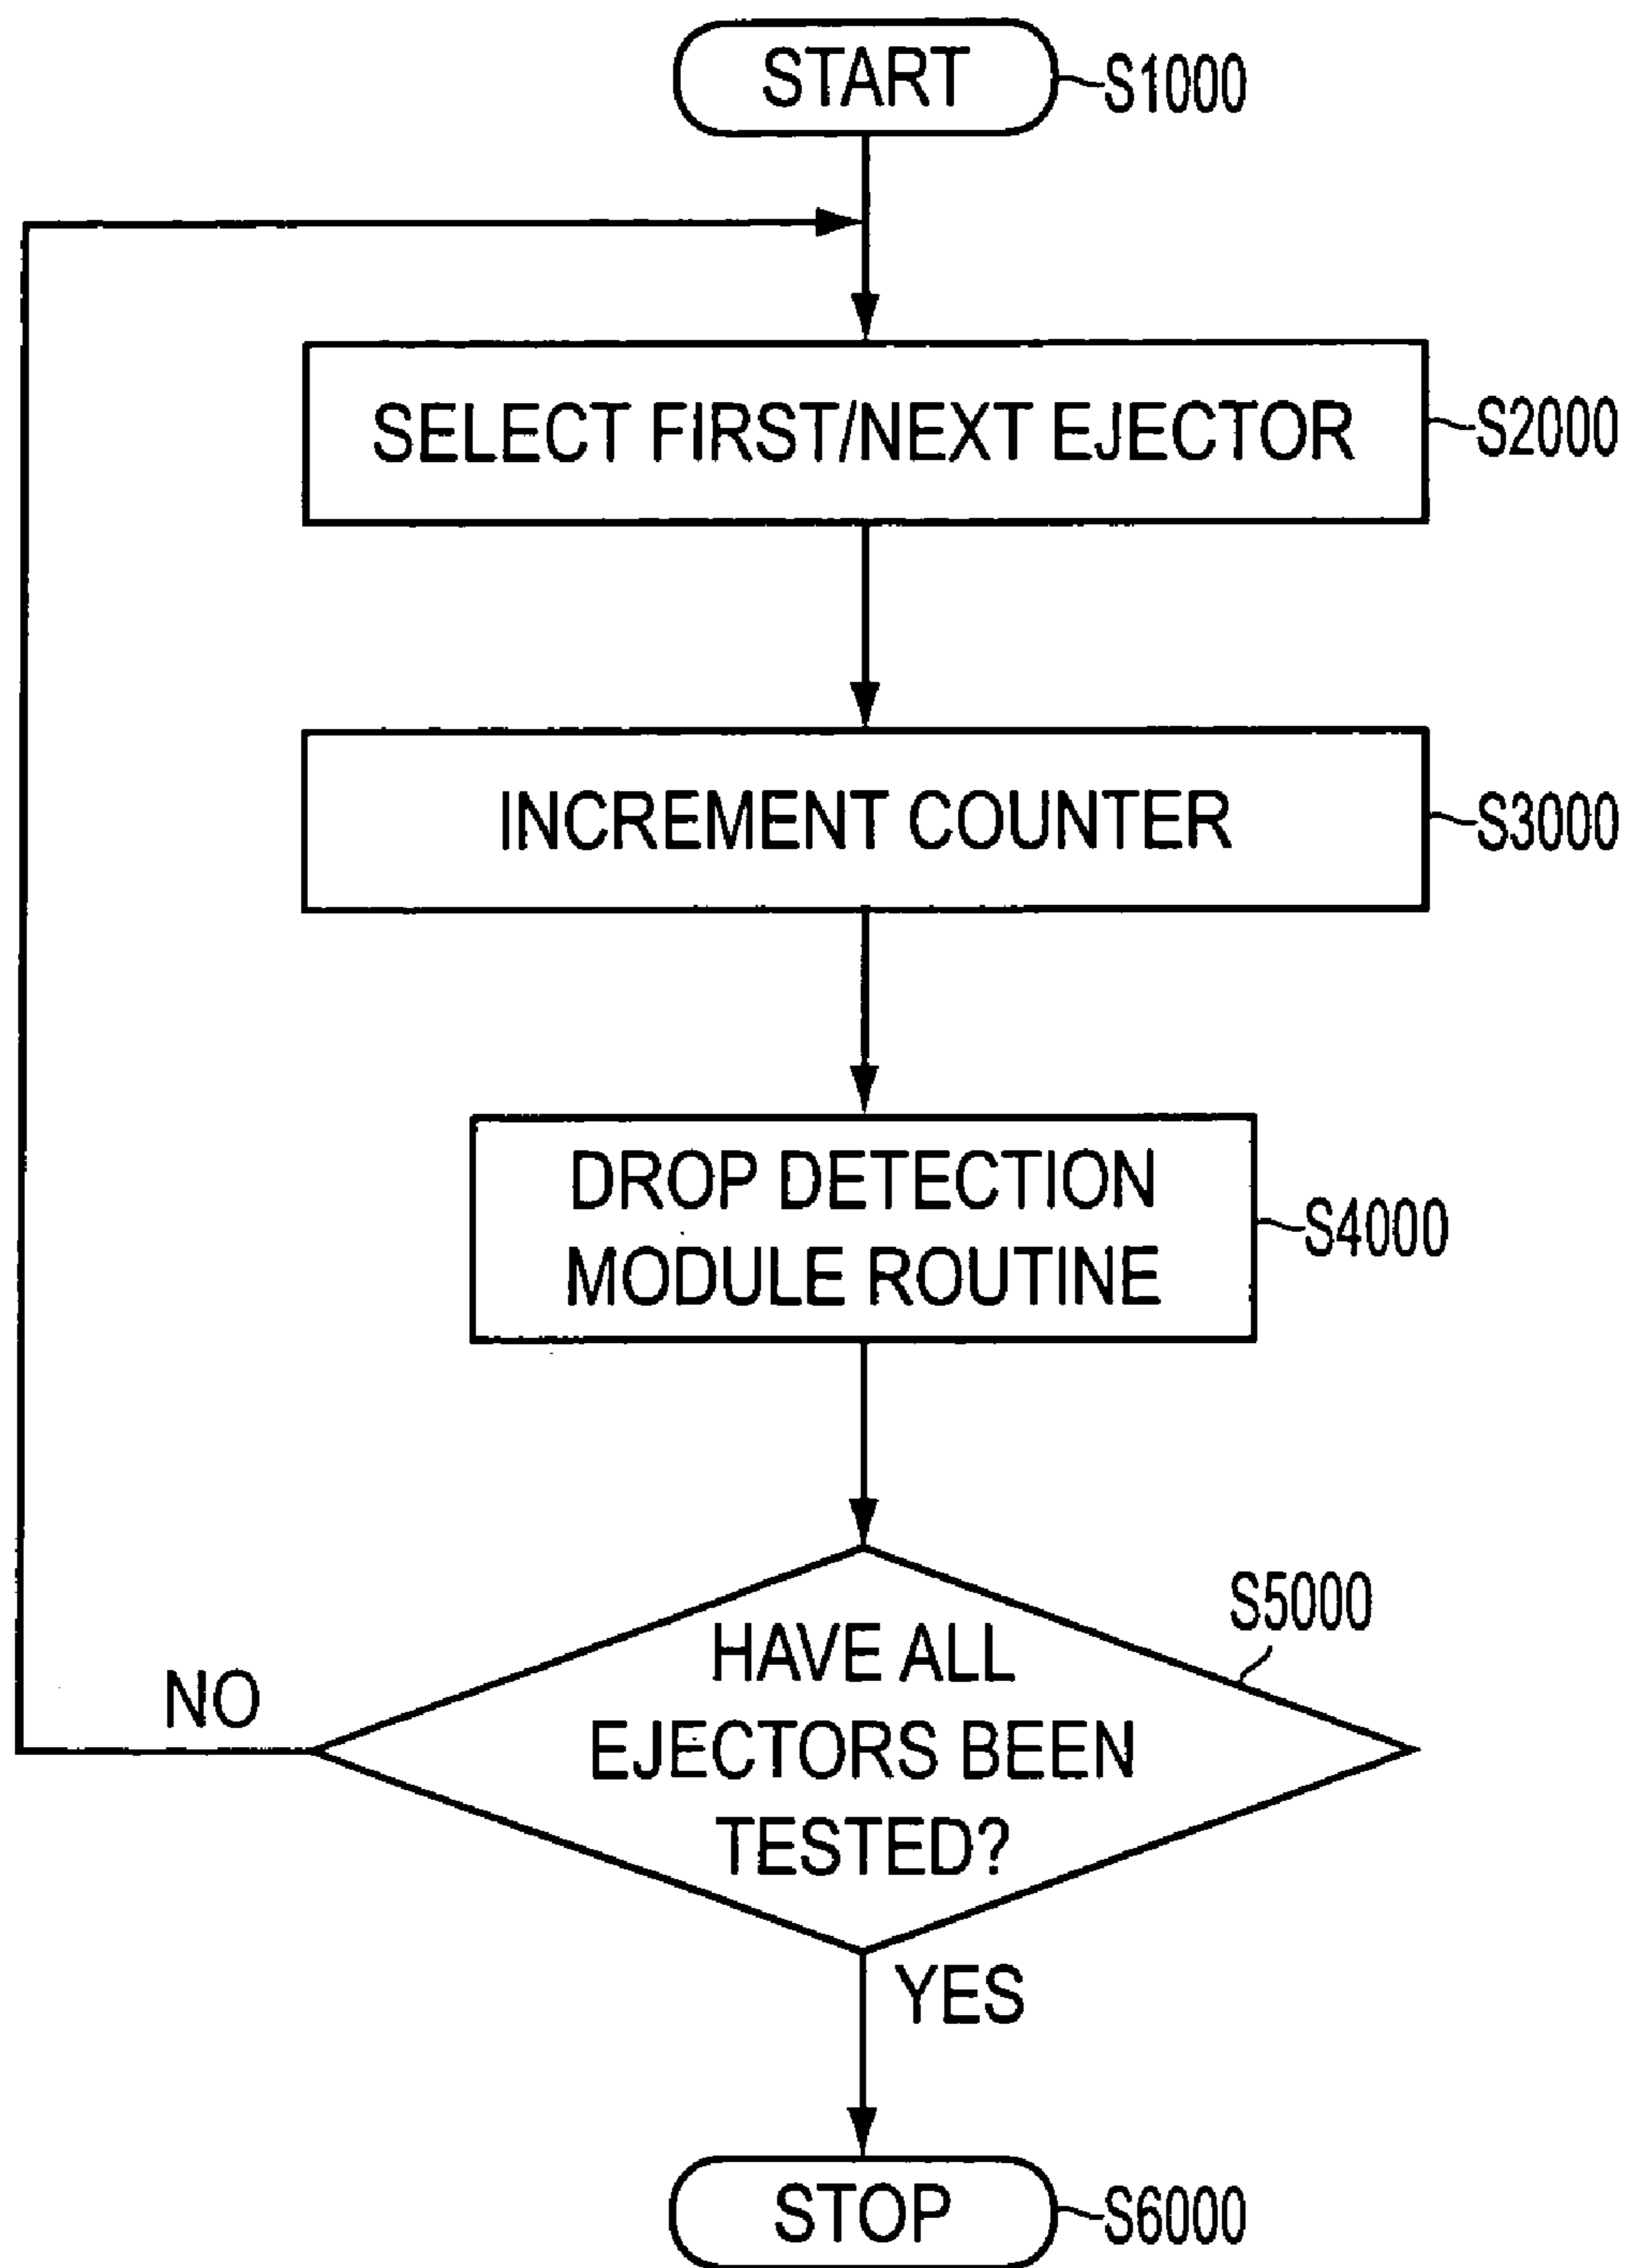 START
S1000
SELECT FIRST/NEXT EJECTOR
S2000
INCREMENT COUNTER
S3000
DROP DETECTION
MODULE ROUTINE
S4000
S5000
HAVE ALL
EJECTORS BEEN
TESTED?
NO
YES
STOP
S6000